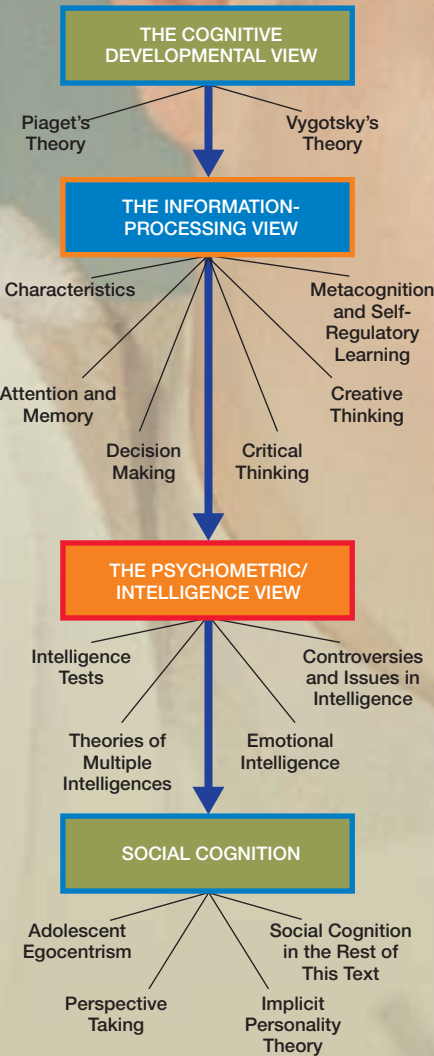 THE COGNITIVE
DEVELOPMENTAL VIEW
Piaget's
Theory
Vygotsky's
Theory
THE INFORMATION-
PROCESSING VIEW
Characteristics
Attention and
Memory
Decision
Making
Critical
Thinking
Creative
Thinking
Metacognition
and Self-
Regulatory
Learning
THE PSYCHOMETRIC/
INTELLIGENCE VIEW
Intelligence
Tests
Theories of
Multiple
Intelligences
Emotional
Intelligence
Controversies
and Issues in
Intelligence
SOCIAL COGNITION
Adolescent
Egocentrism
Perspective
Taking
Implicit
Personality
Theory
Social Cognition
in the Rest of
This Text